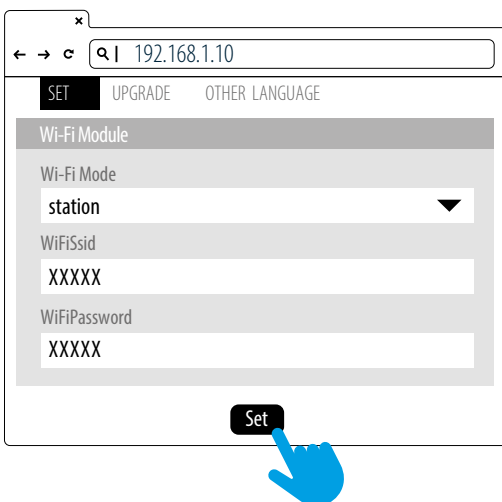 192.168.1.10
SET UPGRADE OTHER LANGUAGE
Wi-Fi Module
Wi-Fi Mode
station
WiFiSsid
XXXXX
WiFiPassword
XXXXX
Set